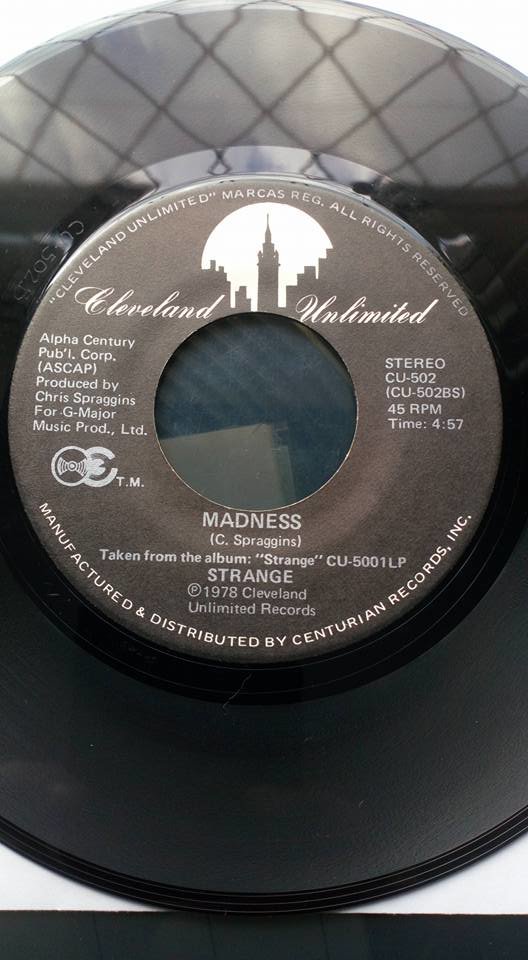 "CLEVELAND UNLIMITED" MARCAS REG. ALL RIGHTS RESERVED
Cleveland Unlimited
Alpha Century
Pub'l. Corp.
(ASCAP)
Produced by
Chris Spraggins
For G-Major
Music Prod., Ltd.
T.M.
STEREO
CU-502
(CU-502BS)
45 RPM
Time: 4:57
MADNESS
(C. Spraggins)
Taken from the album: "Strange" CU-5001LP
STRANGE
Ⓟ1978 Cleveland
Unlimited Records
MANUFACTURED & DISTRIBUTED BY CENTURIAN RECORDS, INC.